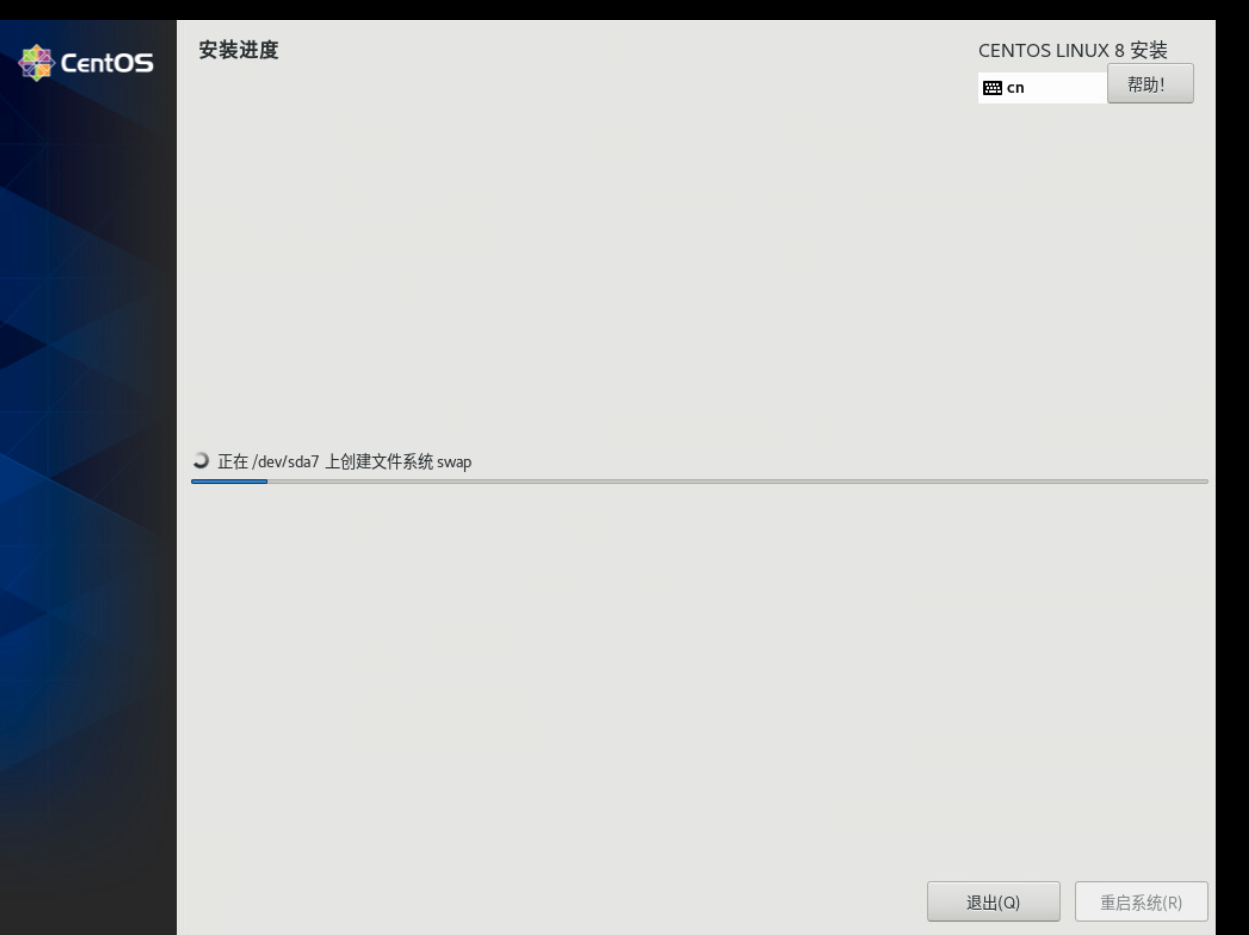 CentOS
安装进度
CENTOS LINUX 8 安装
cn
帮助!
正在 /dev/sda7 上创建文件系统 swap
退出(Q)
重启系统(R)